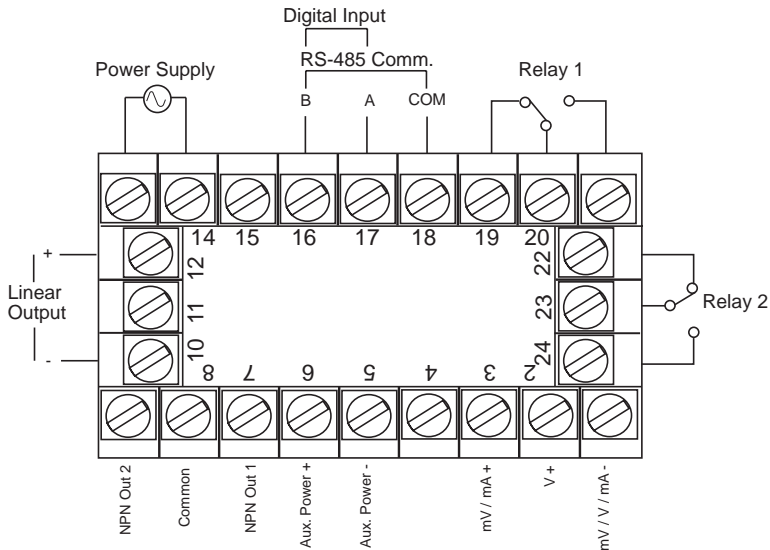 Digital Input
RS-485 Comm.
Power Supply
Relay 1
B A COM
14 15 16 17 18 19 20
+
12
22
Linear
Output
11
23
Relay 2
-
10
24
8 7 6 5 4 3 2
NPN Out 2
Common
NPN Out 1
Aux. Power +
Aux. Power -
mV / mA +
V +
mV / V / mA -